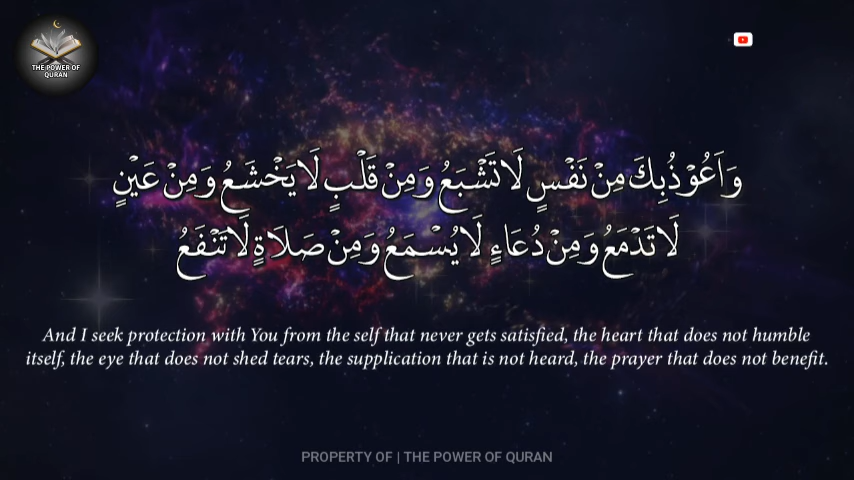 THE POWER OF
QURAN
وَاَعُوْذُبِكَ مِنْ نَفْسٍ لَا تَشْبَعُ وَمِنْ قَلْبٍ لَا يَخْشَعُ وَمِنْ عَيْنٍ
لَا تَدْمَعُ وَمِنْ دُعَاءٍ لَا يُسْمَعُ وَمِنْ صَلَاةٍ لَا تَنْفَعُ
And I seek protection with You from the self that never gets satisfied, the heart that does not humble
itself, the eye that does not shed tears, the supplication that is not heard, the prayer that does not benefit.
PROPERTY OF | THE POWER OF QURAN